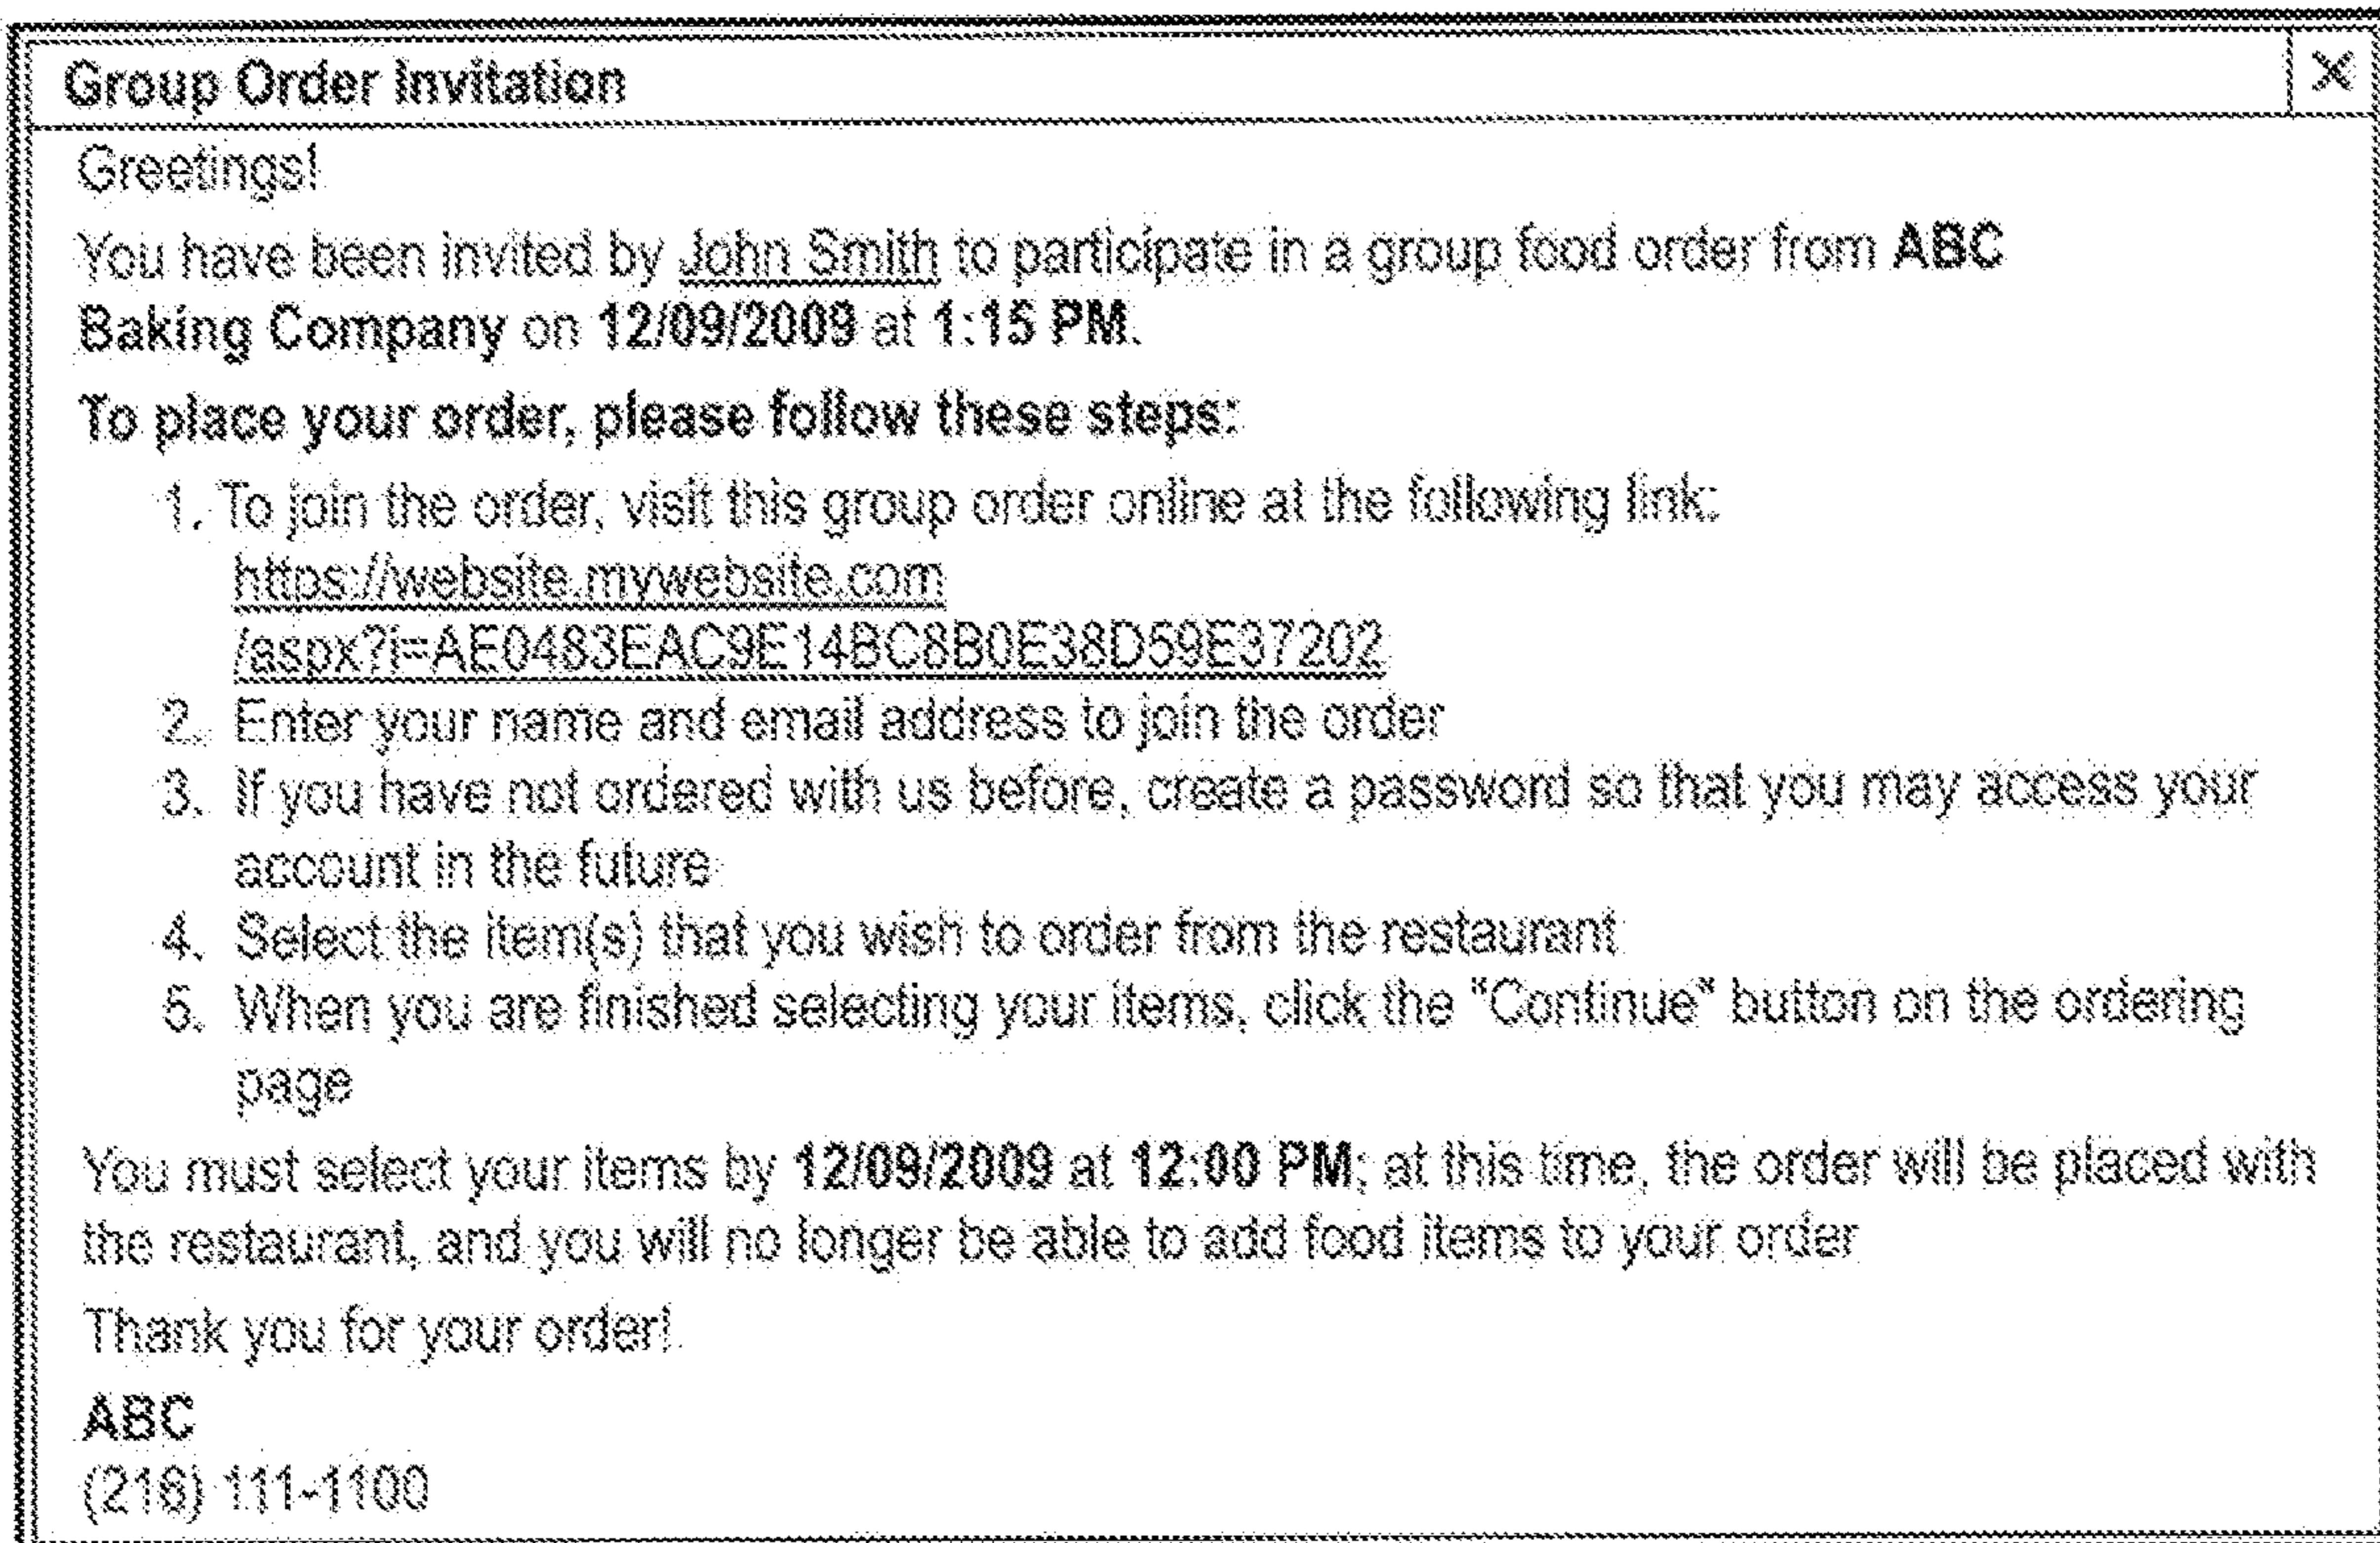 Group Order Invitation X
Greetings!
You have been invited by John Smith to participate in a group food order from ABC
Baking Company on 12/09/2009 at 1:15 PM.
To place your order, please follow these steps:
1. To join the order, visit this group order online at the following link:
https://website.mywebsite.com
/aspx?i=AE0483EAC9E14BC8B0E38D59E37202
2. Enter your name and email address to join the order
3. If you have not ordered with us before, create a password so that you may access your
account in the future
4. Select the item(s) that you wish to order from the restaurant
5. When you are finished selecting your items, click the "Continue" button on the ordering
page
You must select your items by 12/09/2009 at 12:00 PM; at this time, the order will be placed with
the restaurant, and you will no longer be able to add food items to your order
Thank you for your order!
ABC
(216) 111-1100